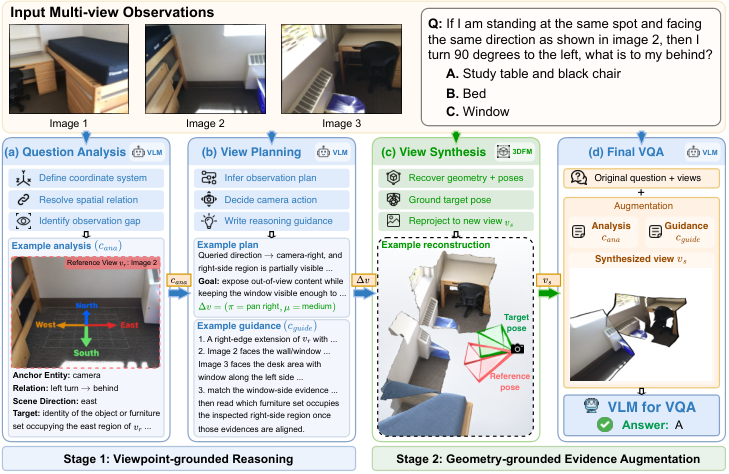 Input Multi-view Observations
Image 1
Image 2
Image 3
Q: If I am standing at the same spot and facing
the same direction as shown in image 2, then I
turn 90 degrees to the left, what is to my behind?
A. Study table and black chair
B. Bed
C. Window
(a) Question Analysis
VLM
Define coordinate system
Resolve spatial relation
Identify observation gap
Example analysis (c_ana)
Reference View v_r: Image 2
North
West
East
South
Anchor Entity: camera
Relation: left turn → behind
Scene Direction: east
Target: identity of the object or furniture
set occupying the east region of v_r ...
c_ana
(b) View Planning
VLM
Infer observation plan
Decide camera action
Write reasoning guidance
Example plan
Queried direction → camera-right, and
right-side region is partially visible ...
Goal: expose out-of-view content while
keeping the window visible enough to ...
Δv = (π = pan right, μ = medium)
Example guidance (c_guide)
1. A right-edge extension of v_r with ...
2. Image 2 faces the wall/window ...
Image 3 faces the desk area with
window along the left side ...
3. match the window-side evidence ...
then read which furniture set occupies
the inspected right-side region once
those evidences are aligned.
Δv
(c) View Synthesis
3DFM
Recover geometry + poses
Ground target pose
Reproject to new view v_s
Example reconstruction
Target
pose
Reference
pose
v_s
(d) Final VQA
VLM
Original question + views
+
Augmentation
Analysis
c_ana
Guidance
c_guide
Synthesized view v_s
VLM for VQA
Answer: A
Stage 1: Viewpoint-grounded Reasoning
Stage 2: Geometry-grounded Evidence Augmentation